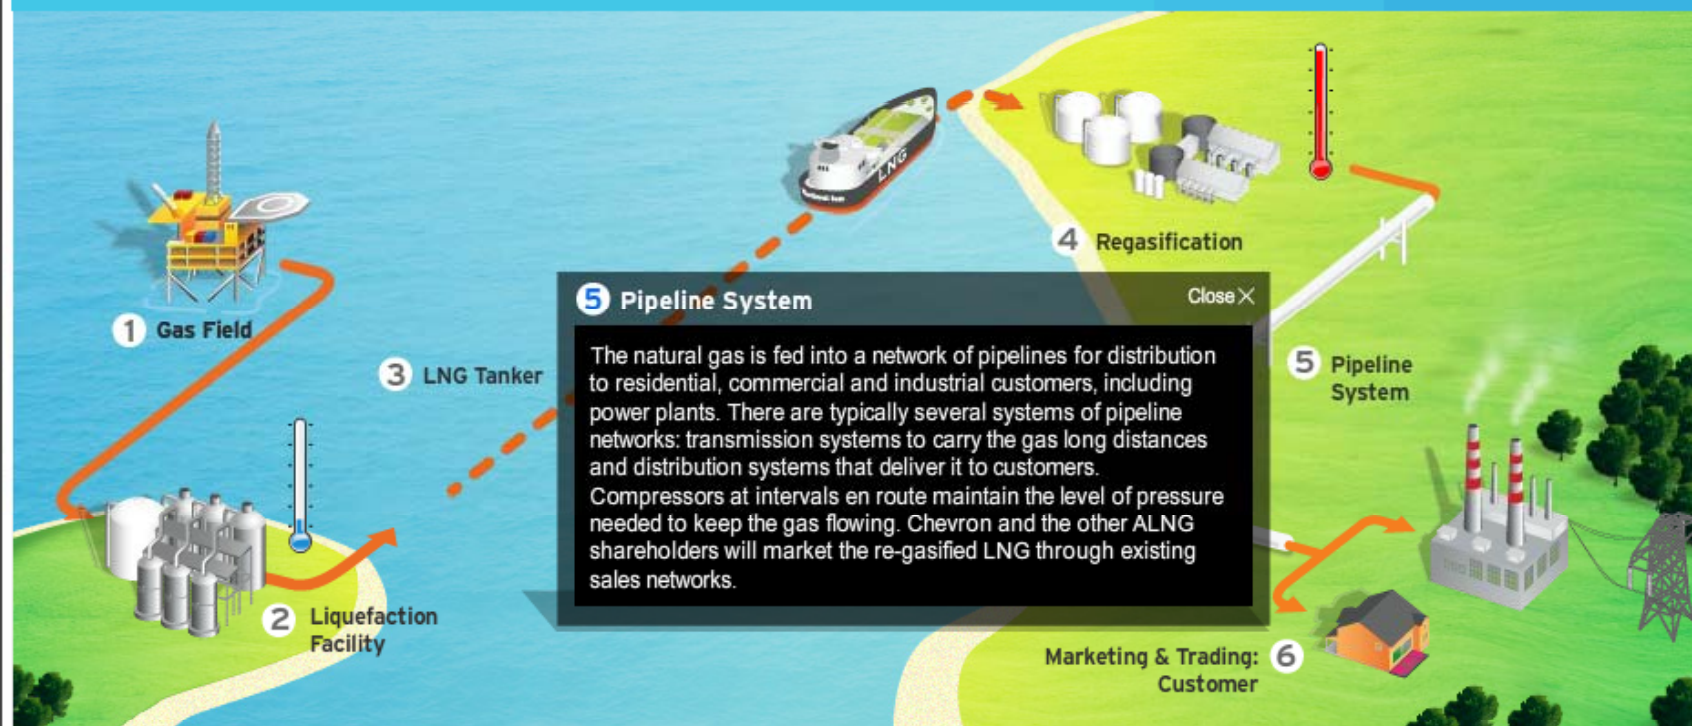 LNG
1 Gas Field
4 Regasification
5 Pipeline System
Close X
The natural gas is fed into a network of pipelines for distribution
to residential, commercial and industrial customers, including
power plants. There are typically several systems of pipeline
networks: transmission systems to carry the gas long distances
and distribution systems that deliver it to customers.
Compressors at intervals en route maintain the level of pressure
needed to keep the gas flowing. Chevron and the other ALNG
shareholders will market the re-gasified LNG through existing
sales networks.
3 LNG Tanker
5 Pipeline
System
2 Liquefaction
Facility
Marketing & Trading: 6
Customer